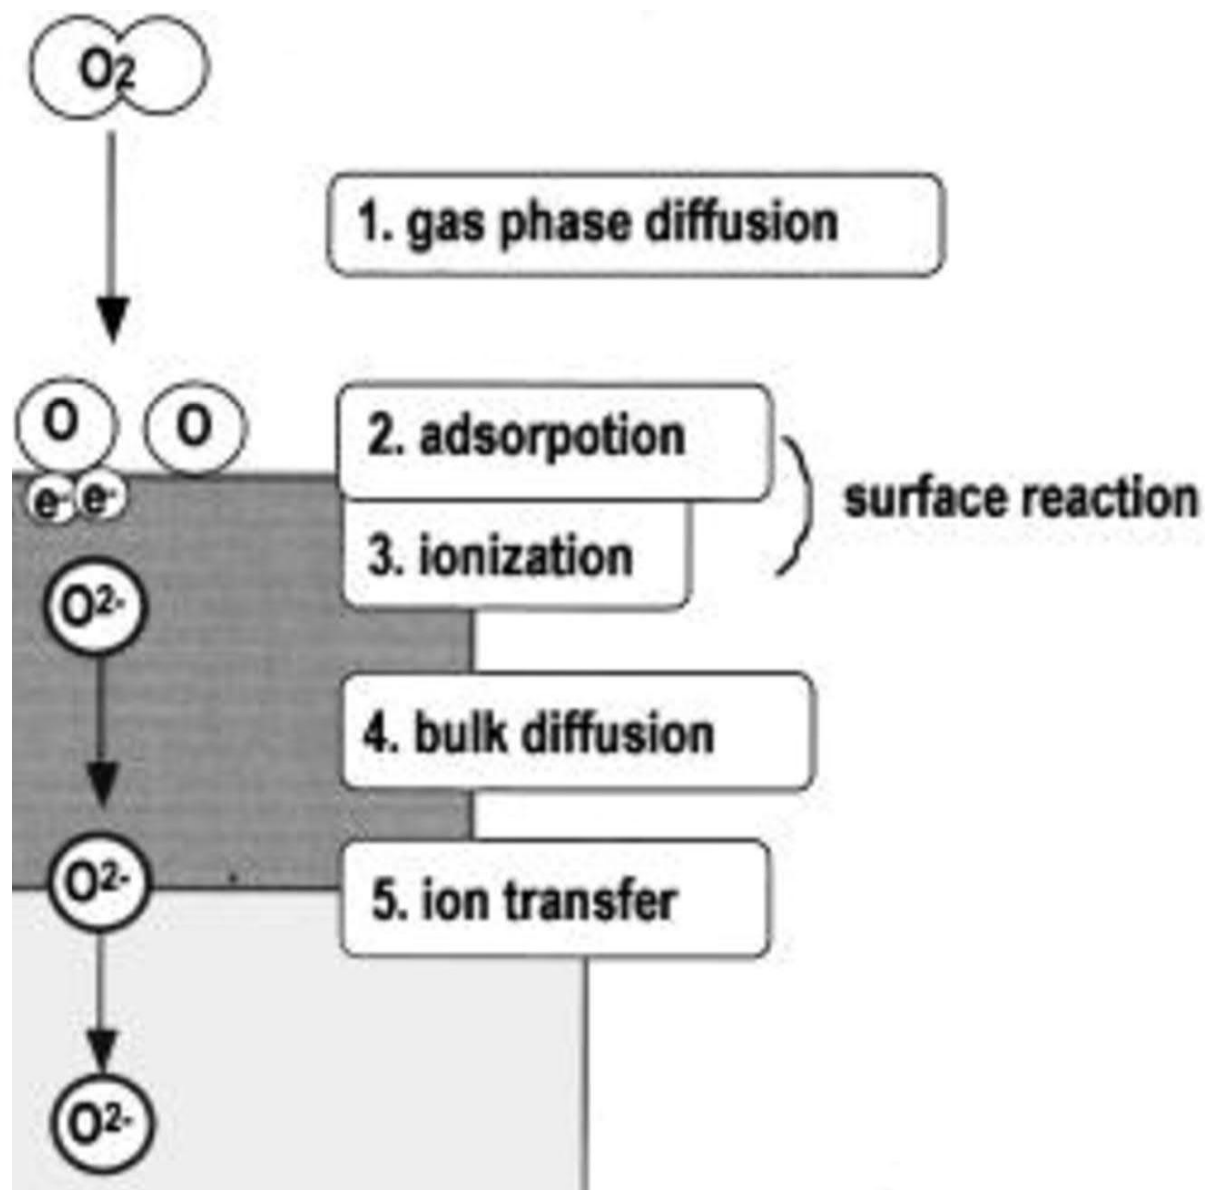 O2
1. gas phase diffusion
O O
2. adsorpotion
e- e-
surface reaction
3. ionization
O2-
4. bulk diffusion
O2-
5. ion transfer
O2-